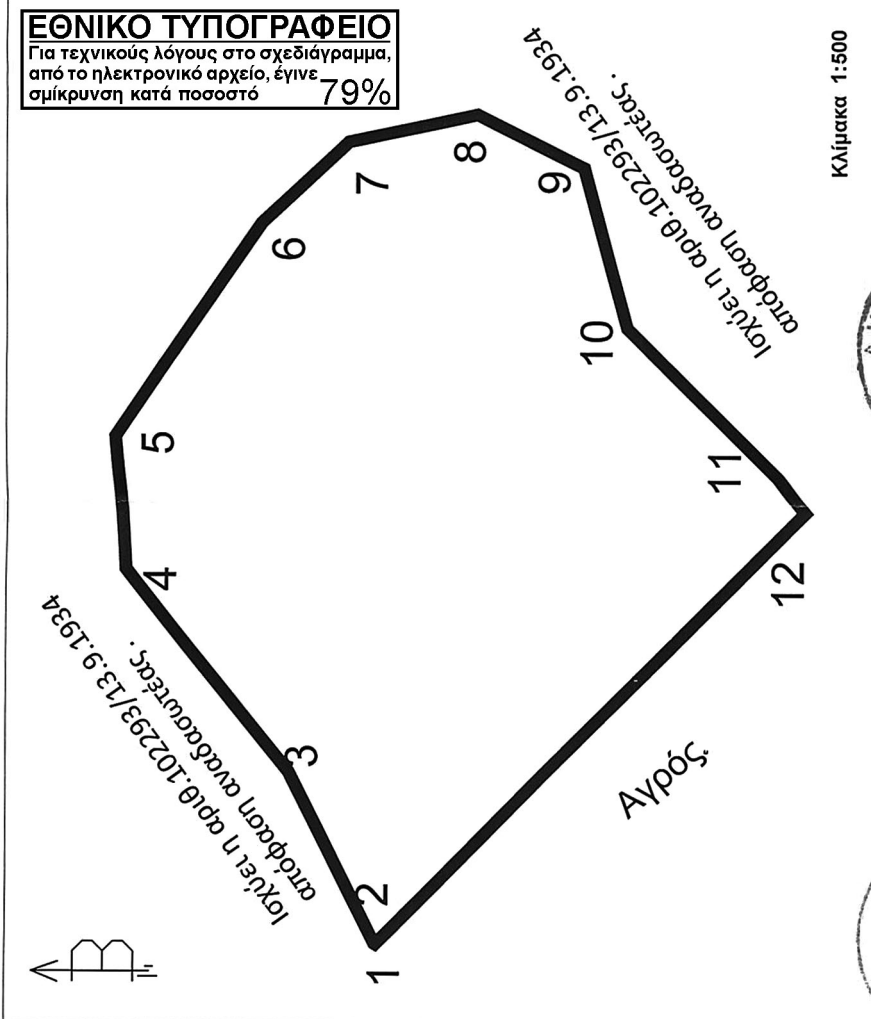 ΕΘΝΙΚΟ ΤΥΠΟΓΡΑΦΕΙΟ
Για τεχνικούς λόγους στο σχεδιάγραμμα,
από το ηλεκτρονικό αρχείο, έγινε
σμίκρυνση κατά ποσοστό 79%
Κλίμακα 1:500
Ισχύει η αριθ.102293/13.9.1934
απόφαση αναδασωτέας .
8
9
7
6
10
5
11
4
12
Ισχύει η αριθ.102293/13.9.1934
απόφαση αναδασωτέας .
3
Αγρός.
2
1
Β